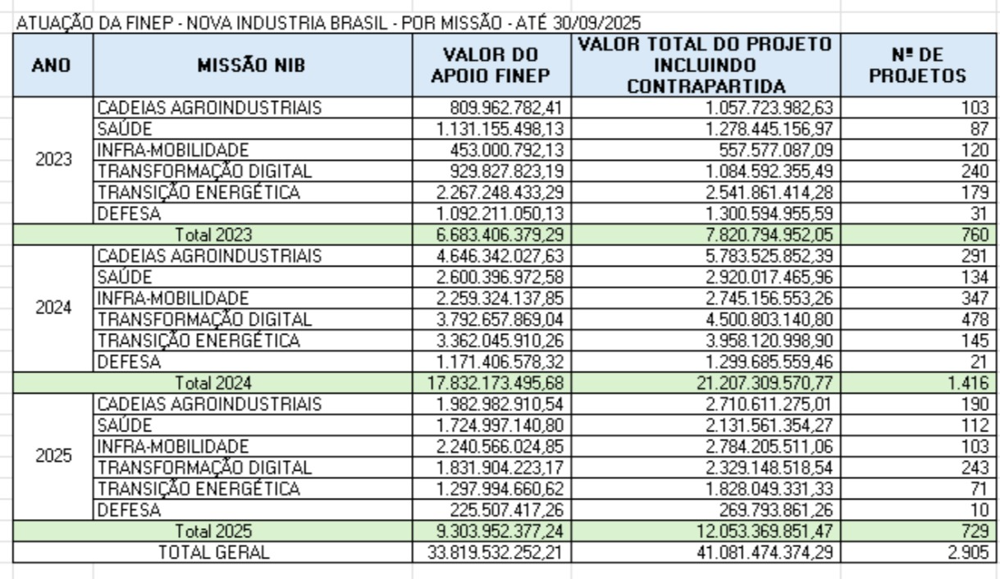 ATUAÇÃO DA FINEP - NOVA INDUSTRIA BRASIL - POR MISSÃO - ATÉ 30/09/2025
ANO MISSÃO NIB VALOR DO APOIO FINEP VALOR TOTAL DO PROJETO INCLUINDO CONTRAPARTIDA Nº DE PROJETOS
2023
CADEIAS AGROINDUSTRIAIS 809.962.782,41 1.057.723.982,63 103
SAÚDE 1.131.155.498,13 1.278.445.156,97 87
INFRA-MOBILIDADE 453.000.792,13 557.577.087,09 120
TRANSFORMAÇÃO DIGITAL 929.827.823,19 1.084.592.355,49 240
TRANSIÇÃO ENERGÉTICA 2.267.248.433,29 2.541.861.414,28 179
DEFESA 1.092.211.050,13 1.300.594.955,59 31
Total 2023 6.683.406.379,29 7.820.794.952,05 760
2024
CADEIAS AGROINDUSTRIAIS 4.646.342.027,63 5.783.525.852,39 291
SAÚDE 2.600.396.972,58 2.920.017.465,96 134
INFRA-MOBILIDADE 2.259.324.137,85 2.745.156.553,26 347
TRANSFORMAÇÃO DIGITAL 3.792.657.869,04 4.500.803.140,80 478
TRANSIÇÃO ENERGÉTICA 3.362.045.910,26 3.958.120.998,90 145
DEFESA 1.171.406.578,32 1.299.685.559,46 21
Total 2024 17.832.173.495,68 21.207.309.570,77 1.416
2025
CADEIAS AGROINDUSTRIAIS 1.982.982.910,54 2.710.611.275,01 190
SAÚDE 1.724.997.140,80 2.131.561.354,27 112
INFRA-MOBILIDADE 2.240.566.024,85 2.784.205.511,06 103
TRANSFORMAÇÃO DIGITAL 1.831.904.223,17 2.329.148.518,54 243
TRANSIÇÃO ENERGÉTICA 1.297.994.660,62 1.828.049.331,33 71
DEFESA 225.507.417,26 269.793.861,26 10
Total 2025 9.303.952.377,24 12.053.369.851,47 729
TOTAL GERAL 33.819.532.252,21 41.081.474.374,29 2.905